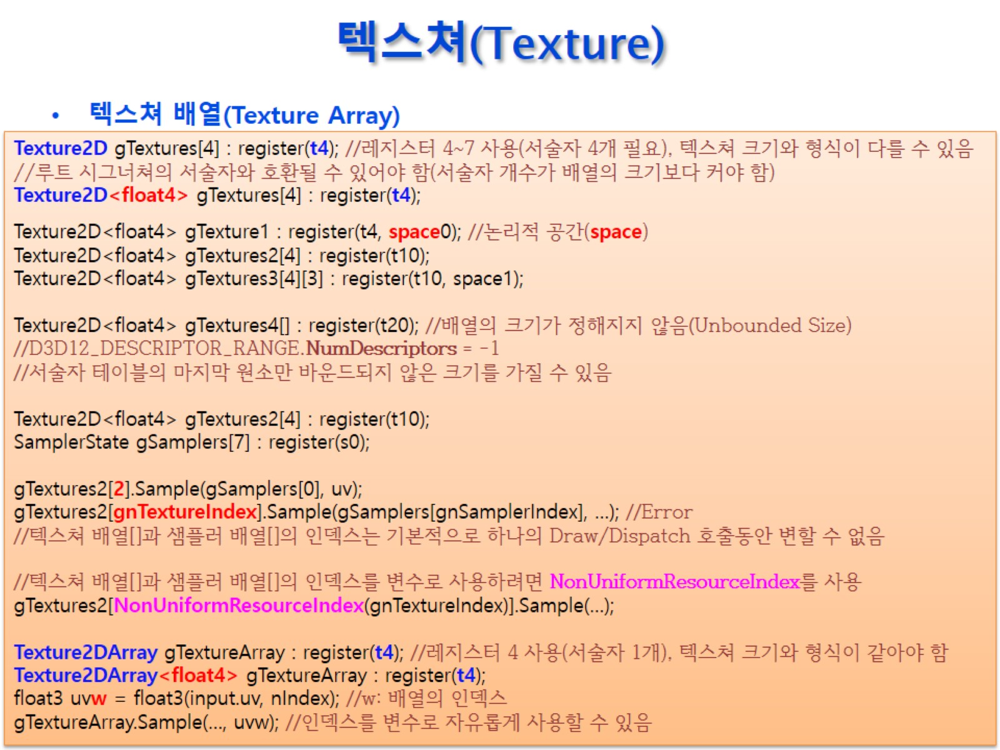 텍스쳐(Texture)
• 텍스쳐 배열(Texture Array)
Texture2D gTextures[4] : register(t4); //레지스터 4~7 사용(서술자 4개 필요), 텍스쳐 크기와 형식이 다를 수 있음
//루트 시그너쳐의 서술자와 호환될 수 있어야 함(서술자 개수가 배열의 크기보다 커야 함)
Texture2D<float4> gTextures[4] : register(t4);
Texture2D<float4> gTexture1 : register(t4, space0); //논리적 공간(space)
Texture2D<float4> gTextures2[4] : register(t10);
Texture2D<float4> gTextures3[4][3] : register(t10, space1);
Texture2D<float4> gTextures4[] : register(t20); //배열의 크기가 정해지지 않음(Unbounded Size)
//D3D12_DESCRIPTOR_RANGE.NumDescriptors = -1
//서술자 테이블의 마지막 원소만 바운드되지 않은 크기를 가질 수 있음
Texture2D<float4> gTextures2[4] : register(t10);
SamplerState gSamplers[7] : register(s0);
gTextures2[2].Sample(gSamplers[0], uv);
gTextures2[gnTextureIndex].Sample(gSamplers[gnSamplerIndex], ...); //Error
//텍스쳐 배열[]과 샘플러 배열[]의 인덱스는 기본적으로 하나의 Draw/Dispatch 호출동안 변할 수 없음
//텍스쳐 배열[]과 샘플러 배열[]의 인덱스를 변수로 사용하려면 NonUniformResourceIndex를 사용
gTextures2[NonUniformResourceIndex(gnTextureIndex)].Sample(...);
Texture2DArray gTextureArray : register(t4); //레지스터 4 사용(서술자 1개), 텍스쳐 크기와 형식이 같아야 함
Texture2DArray<float4> gTextureArray : register(t4);
float3 uvw = float3(input.uv, nIndex); //w: 배열의 인덱스
gTextureArray.Sample(..., uvw); //인덱스를 변수로 자유롭게 사용할 수 있음